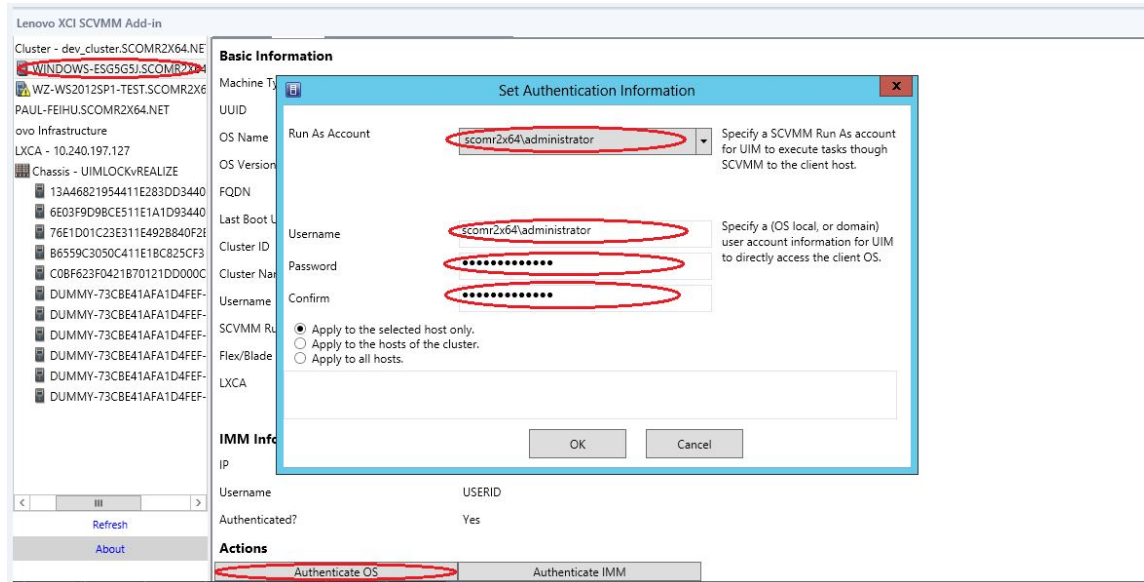 Lenovo XCI SCVMM Add-in
Cluster - dev_cluster.SCOMR2X64.NE
WINDOWS-ESG5G5J.SCOMR2X64
WZ-WS2012SP1-TEST.SCOMR2X6
PAUL-FEIHU.SCOMR2X64.NET
ovo Infrastructure
LXCA - 10.240.197.127
Chassis - UIMLOCKvREALIZE
13A46821954411E283DD3440
6E03F9D9BCE511E1A1D93440
76E1D01C23E311E492B840F2E
B6559C3050C411E1BC825CF3
C0BF623F0421B70121DD000C
DUMMY-73CBE41AFA1D4FEF-
DUMMY-73CBE41AFA1D4FEF-
DUMMY-73CBE41AFA1D4FEF-
DUMMY-73CBE41AFA1D4FEF-
DUMMY-73CBE41AFA1D4FEF-
DUMMY-73CBE41AFA1D4FEF-
Refresh
About
Basic Information
Machine Ty
UUID
OS Name
OS Version
FQDN
Last Boot U
Cluster ID
Cluster Nar
Username
SCVMM Ru
Flex/Blade
LXCA
IMM Info
IP
Username USERID
Authenticated? Yes
Actions
Authenticate OS Authenticate IMM
Set Authentication Information
x
Run As Account scomr2x64\administrator
Specify a SCVMM Run As account
for UIM to execute tasks though
SCVMM to the client host.
Username scomr2x64\administrator
Password •••••••••••••
Confirm •••••••••••••
Specify a (OS local, or domain)
user account information for UIM
to directly access the client OS.
Apply to the selected host only.
Apply to the hosts of the cluster.
Apply to all hosts.
OK Cancel